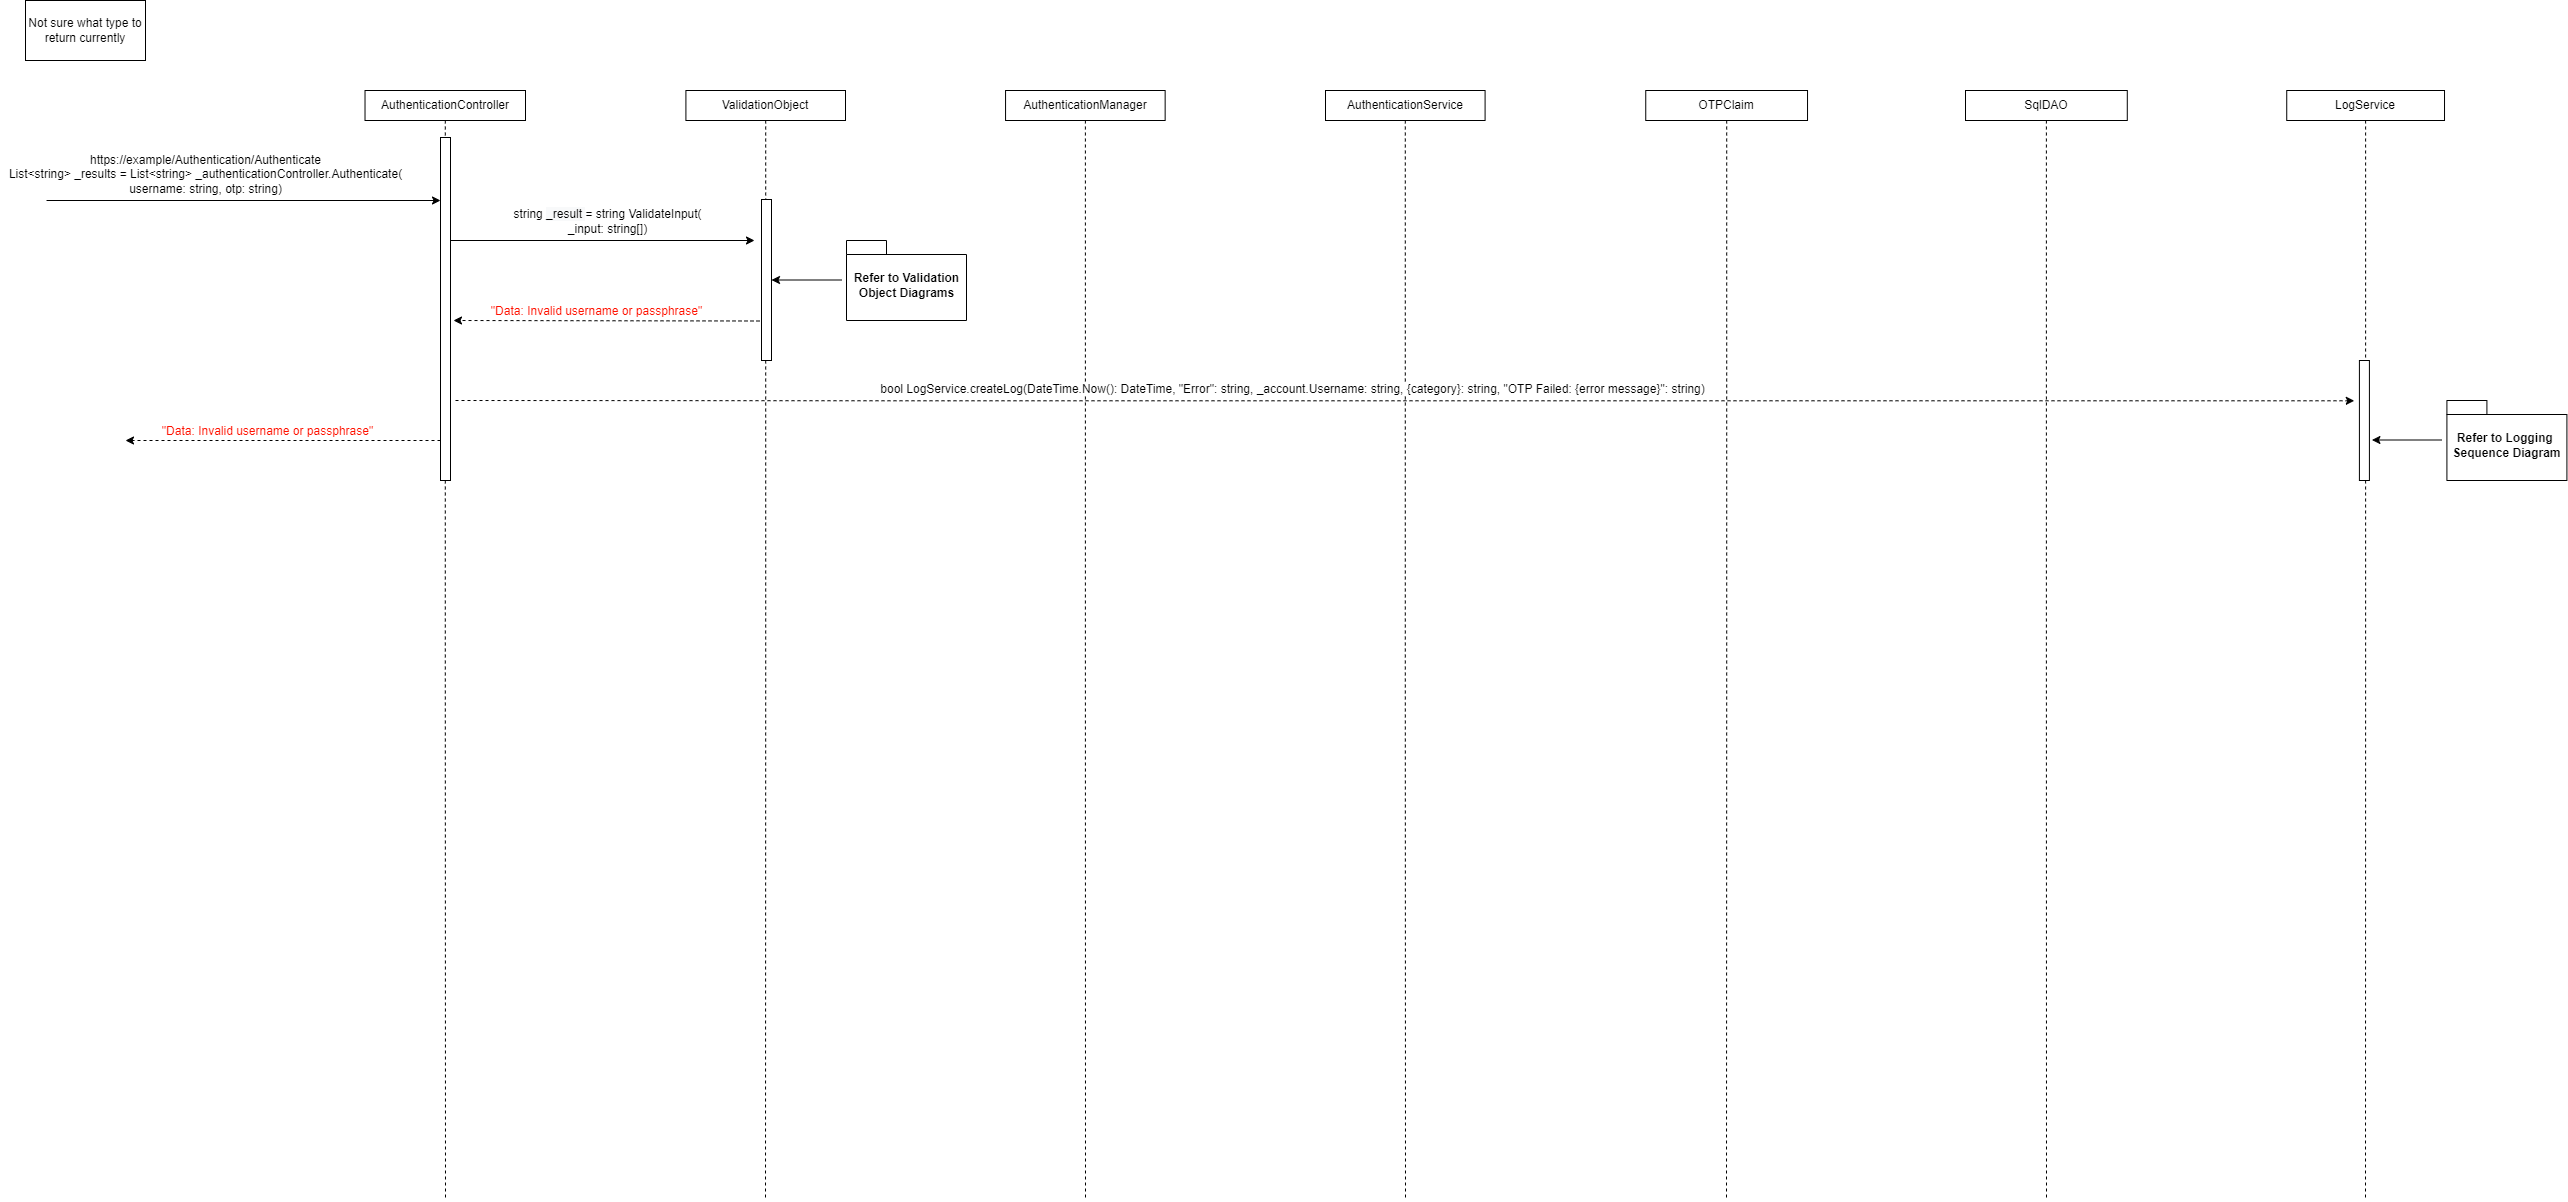 Not sure what type to
return currently
AuthenticationController
ValidationObject
AuthenticationManager
AuthenticationService
OTPClaim
SqlDAO
LogService
https://example/Authentication/Authenticate
List<string> _results = List<string> _authenticationController.Authenticate(
username: string, otp: string)
string _result = string ValidateInput(
_input: string[])
Refer to Validation
Object Diagrams
"Data: Invalid username or passphrase"
bool LogService.createLog(DateTime.Now(): DateTime, "Error": string, _account.Username: string, {category}: string, "OTP Failed: {error message}": string)
"Data: Invalid username or passphrase"
Refer to Logging
Sequence Diagram